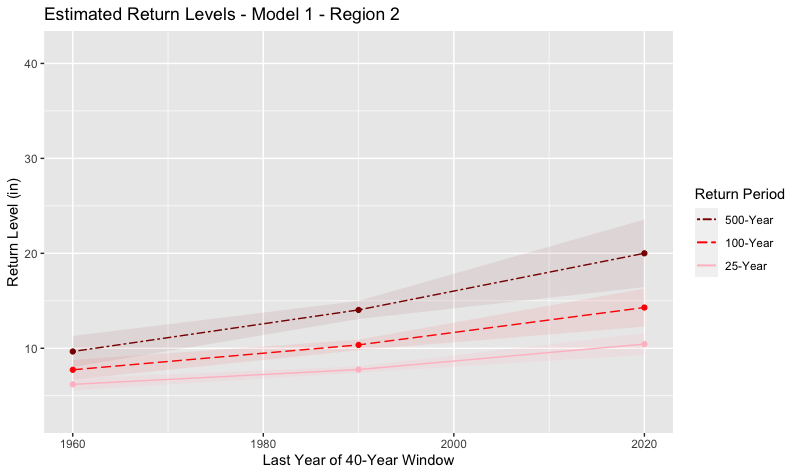 Estimated Return Levels - Model 1 - Region 2
Return Level (in)
40
30
20
10
1960
1980
2000
2020
Last Year of 40-Year Window
Return Period
500-Year
100-Year
25-Year